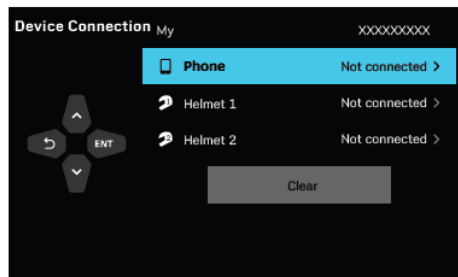 Device Connection My XXXXXXXXX
Phone Not connected >
Helmet 1 Not connected >
ENT
Helmet 2 Not connected >
Clear